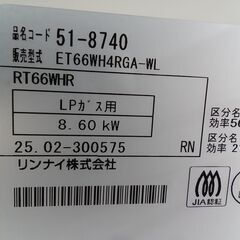 品名コード 51-8740
販売型式 ET66WH4RGA-WL
RT66WHR
LPガス用
8.60 kW
25.02-300575 RN
リンナイ株式会社
区分名
効率56
区分名
効率2
JIA認証